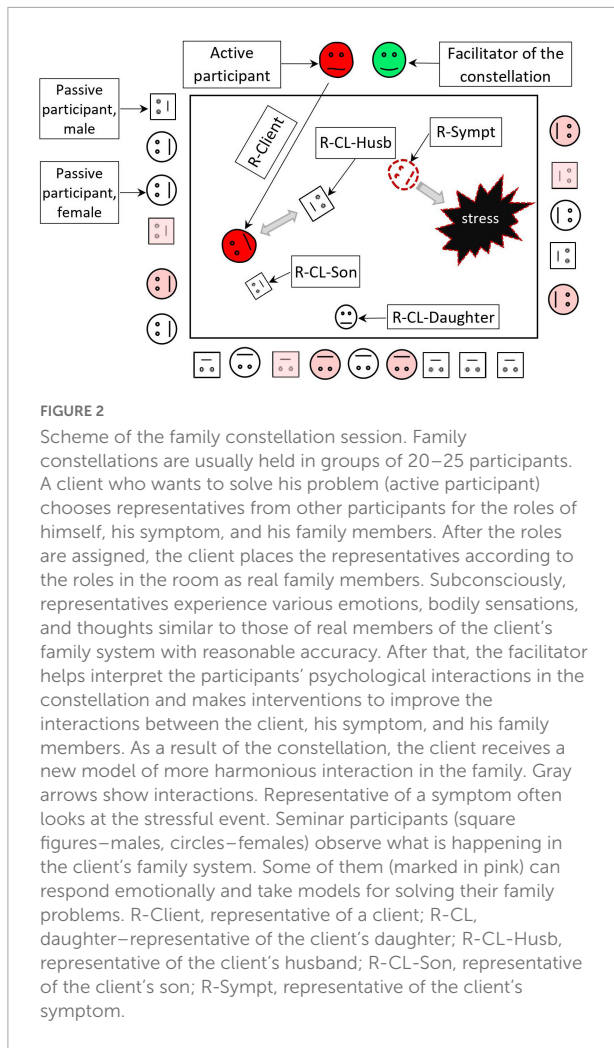 Active
participant
Facilitator of the
constellation
Passive
participant,
male
R-Client
R-CL-Husb
R-Sympt
Passive
participant,
female
stress
R-CL-Son
R-CL-Daughter
FIGURE 2
Scheme of the family constellation session. Family
constellations are usually held in groups of 20–25 participants.
A client who wants to solve his problem (active participant)
chooses representatives from other participants for the roles of
himself, his symptom, and his family members. After the roles
are assigned, the client places the representatives according to
the roles in the room as real family members. Subconsciously,
representatives experience various emotions, bodily sensations,
and thoughts similar to those of real members of the client's
family system with reasonable accuracy. After that, the facilitator
helps interpret the participants' psychological interactions in the
constellation and makes interventions to improve the
interactions between the client, his symptom, and his family
members. As a result of the constellation, the client receives a
new model of more harmonious interaction in the family. Gray
arrows show interactions. Representative of a symptom often
looks at the stressful event. Seminar participants (square
figures–males, circles–females) observe what is happening in
the client's family system. Some of them (marked in pink) can
respond emotionally and take models for solving their family
problems. R-Client, representative of a client; R-CL,
daughter–representative of the client's daughter; R-CL-Husb,
representative of the client's husband; R-CL-Son, representative
of the client's son; R-Sympt, representative of the client's
symptom.